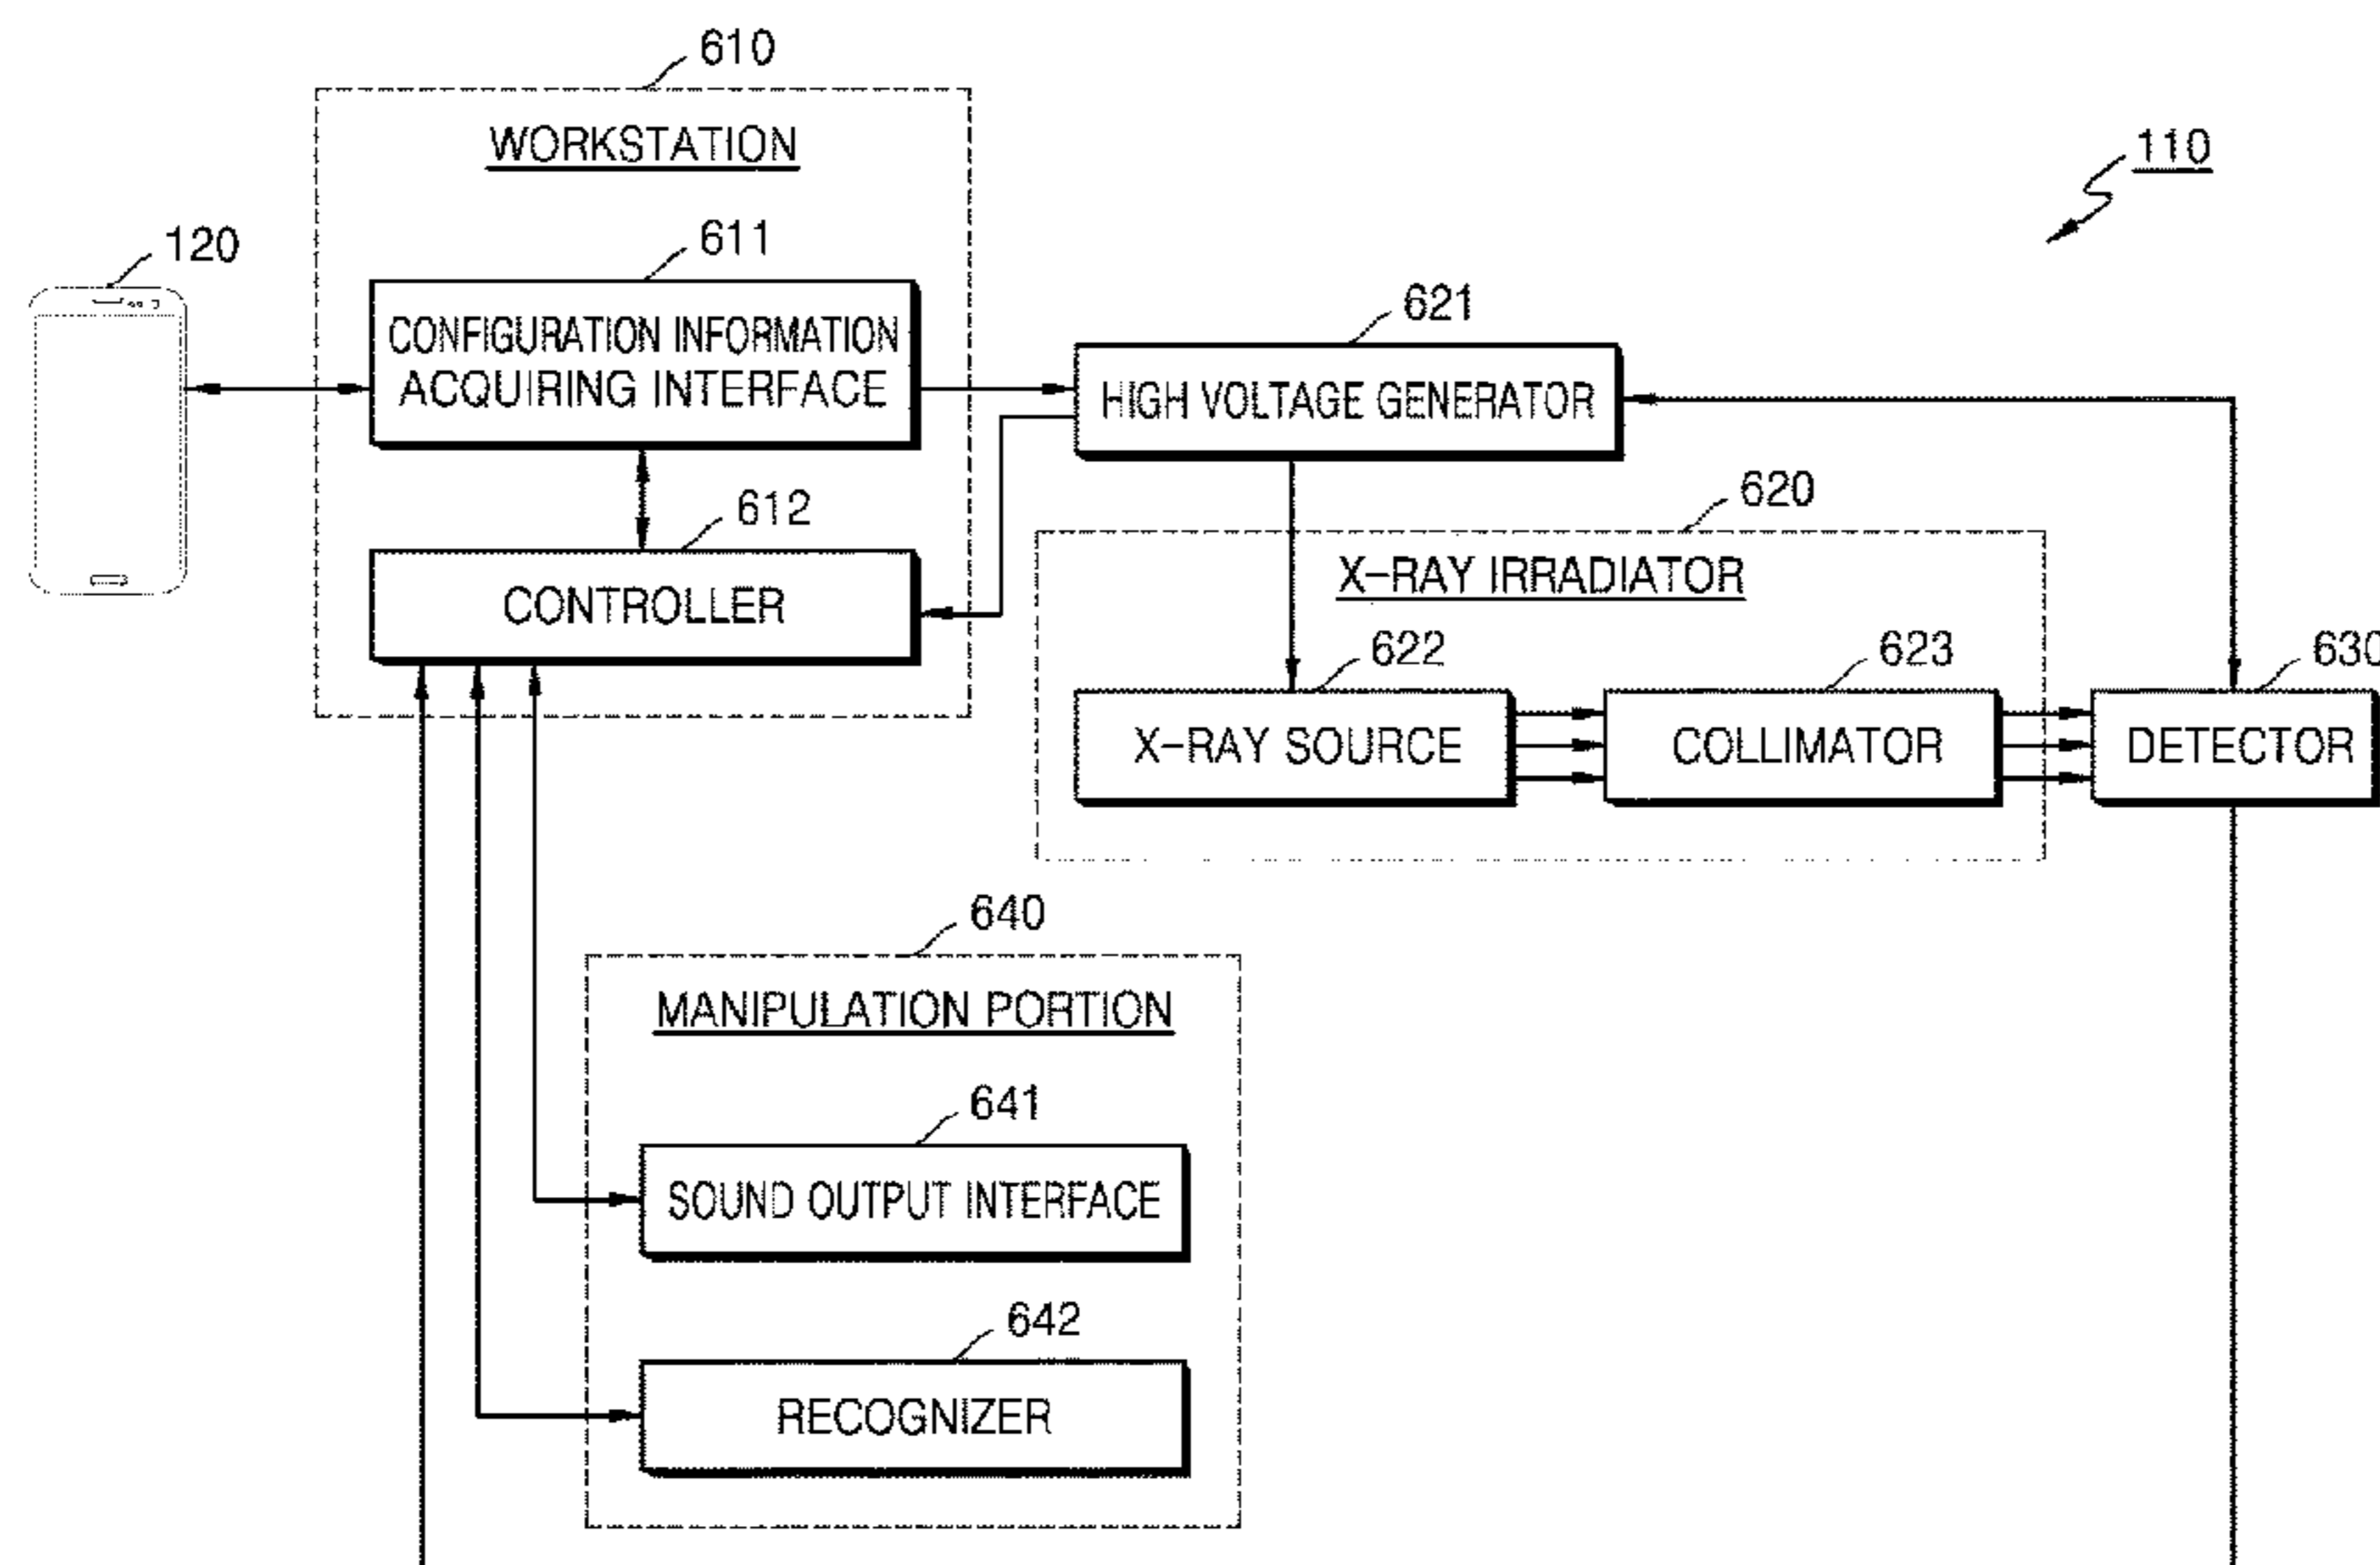 610
WORKSTATION
110
120
611
CONFIGURATION INFORMATION
ACQUIRING INTERFACE
621
HIGH VOLTAGE GENERATOR
612
CONTROLLER
620
X-RAY IRRADIATOR
622
X-RAY SOURCE
623
COLLIMATOR
630
DETECTOR
640
MANIPULATION PORTION
641
SOUND OUTPUT INTERFACE
642
RECOGNIZER